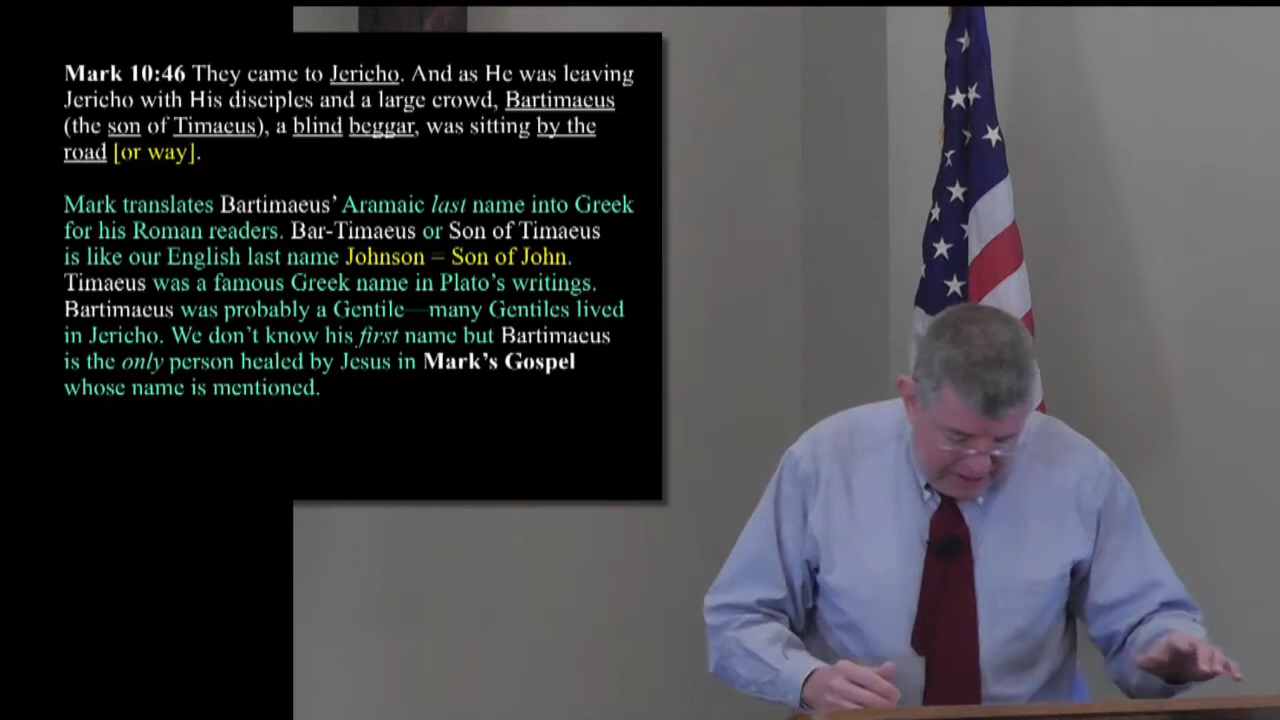 Mark 10:46 They came to Jericho. And as He was leaving
Jericho with His disciples and a large crowd, Bartimaeus
(the son of Timaeus), a blind beggar, was sitting by the
road [or way].
Mark translates Bartimaeus’ Aramaic last name into Greek
for his Roman readers. Bar-Timaeus or Son of Timaeus
is like our English last name Johnson – Son of John.
Timaeus was a famous Greek name in Plato’s writings.
Bartimaeus was probably a Gentile—many Gentiles lived
in Jericho. We don’t know his first name but Bartimaeus
is the only person healed by Jesus in Mark’s Gospel
whose name is mentioned.